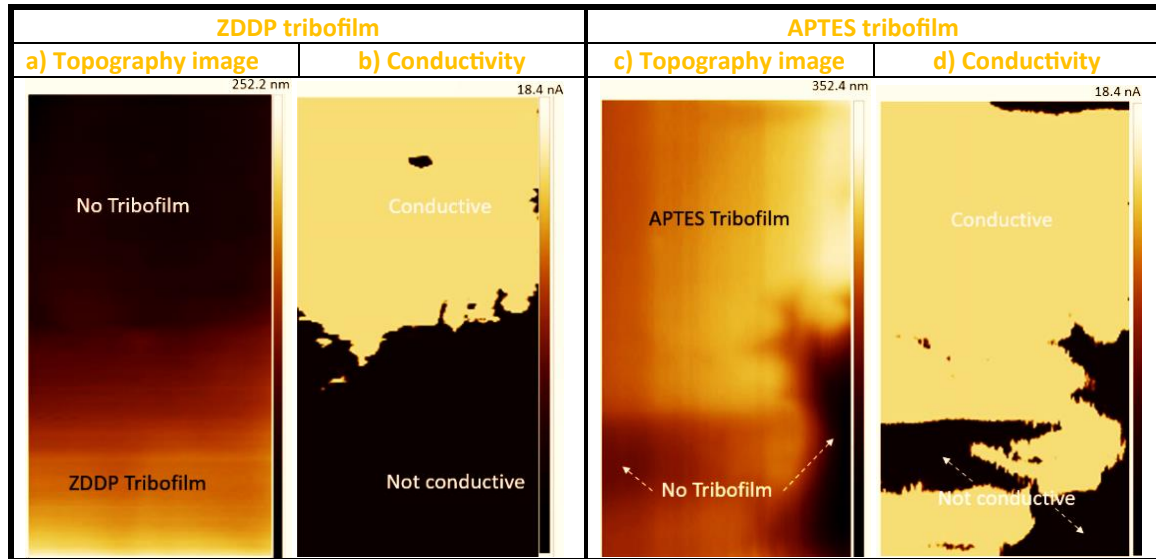 ZDDP tribofilm
APTES tribofilm
a) Topography image
b) Conductivity
c) Topography image
d) Conductivity
252.2 nm
18.4 nA
352.4 nm
18.4 nA
No Tribofilm
Conductive
APTES Tribofilm
Conductive
ZDDP Tribofilm
Not conductive
No Tribofilm
Not conductive